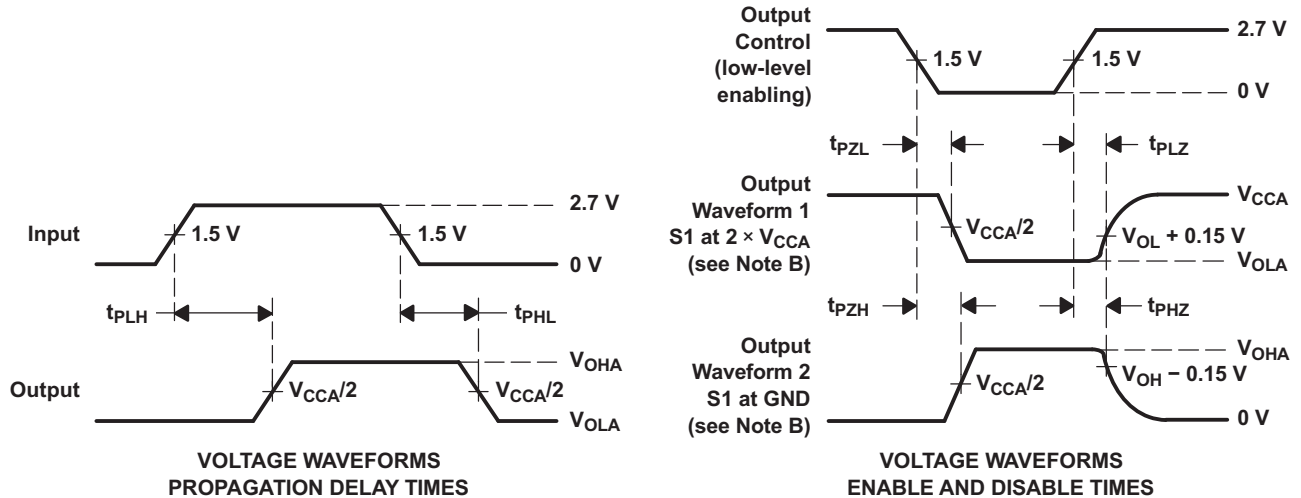 Input
2.7 V
1.5 V
1.5 V
0 V
tPLH
tPHL
Output
VOHA
VCCA/2
VCCA/2
VOLA
VOLTAGE WAVEFORMS
PROPAGATION DELAY TIMES
Output
Control
(low-level
enabling)
2.7 V
1.5 V
1.5 V
0 V
tPZL
tPLZ
Output
Waveform 1
S1 at 2 × VCCA
(see Note B)
VCCA
VCCA/2
VOL + 0.15 V
VOLA
tPZH
tPHZ
Output
Waveform 2
S1 at GND
(see Note B)
VOHA
VCCA/2
VOH − 0.15 V
0 V
VOLTAGE WAVEFORMS
ENABLE AND DISABLE TIMES